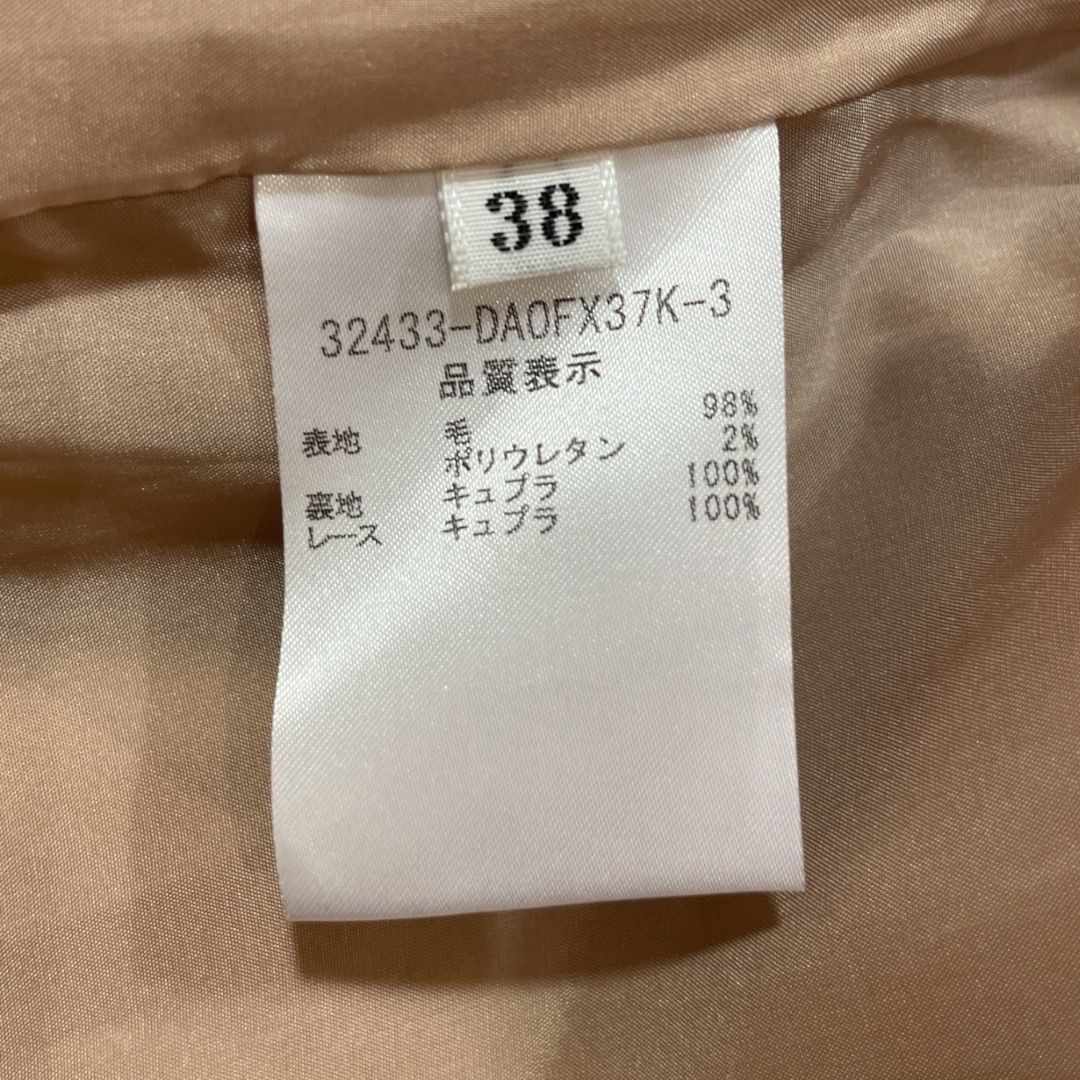 38
32433-DA0FX37K-3
品質表示
表地 毛 98%
ポリウレタン 2%
裏地 キュプラ 100%
レース キュプラ 100%